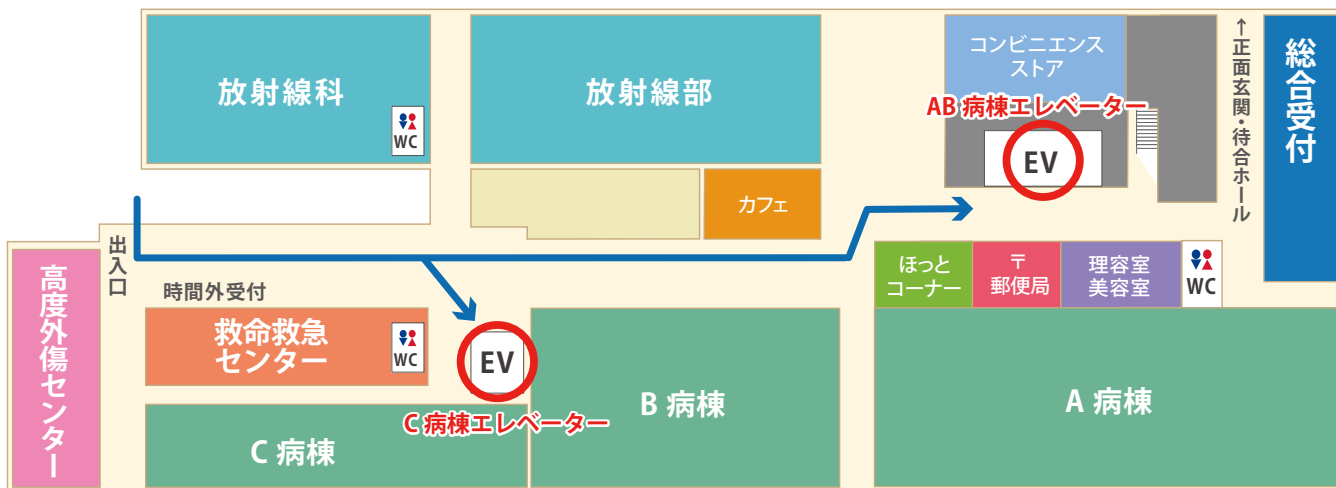 放射線科
WC
放射線部
カフェ
コンビニエンス
ストア
AB 病棟エレベーター
EV
↑正面玄関・待合ホール
総合受付
出入口
高度外傷センター
時間外受付
救命救急
センター
WC
EV
C 病棟エレベーター
C 病棟
B 病棟
ほっと
コーナー
〒
郵便局
理容室
美容室
WC
A 病棟